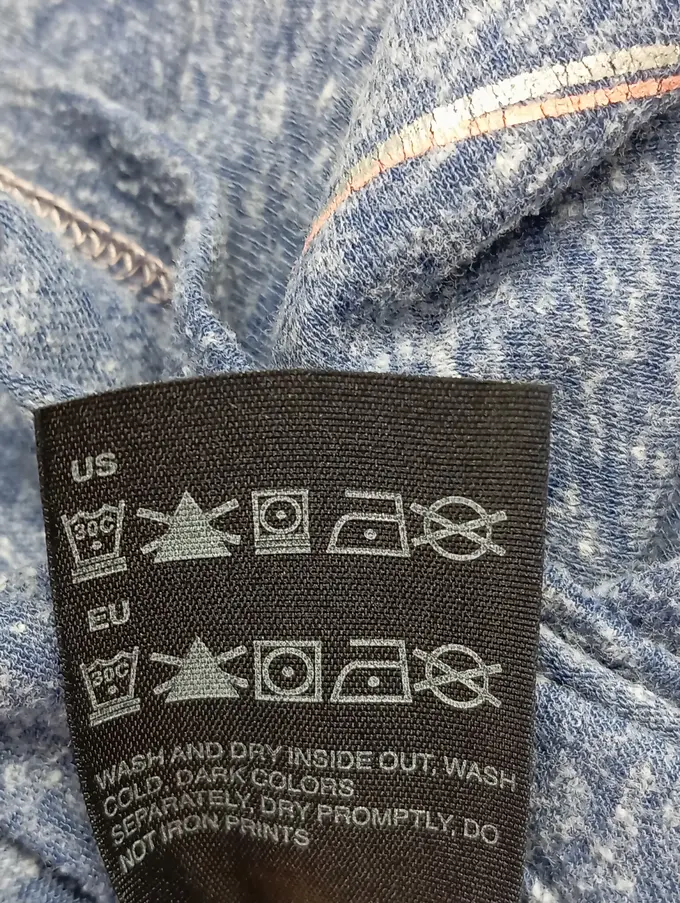 US
30C
EU
30C
WASH AND DRY INSIDE OUT, WASH
COLD, DARK COLORS
SEPARATELY, DRY PROMPTLY, DO
NOT IRON PRINTS